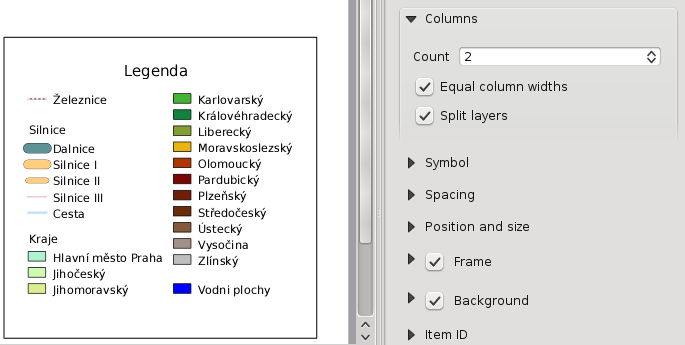 Legenda
Železnice
Silnice
Dalnice
Silnice I
Silnice II
Silnice III
Cesta
Kraje
Hlavní město Praha
Jihočeský
Jihomoravský
Karlovarský
Královéhradecký
Liberecký
Moravskoslezský
Olomoucký
Pardubický
Plzeňský
Středočeský
Ústecký
Vysočina
Zlínský
Vodni plochy
Columns
Count 2
Equal column widths
Split layers
Symbol
Spacing
Position and size
Frame
Background
Item ID